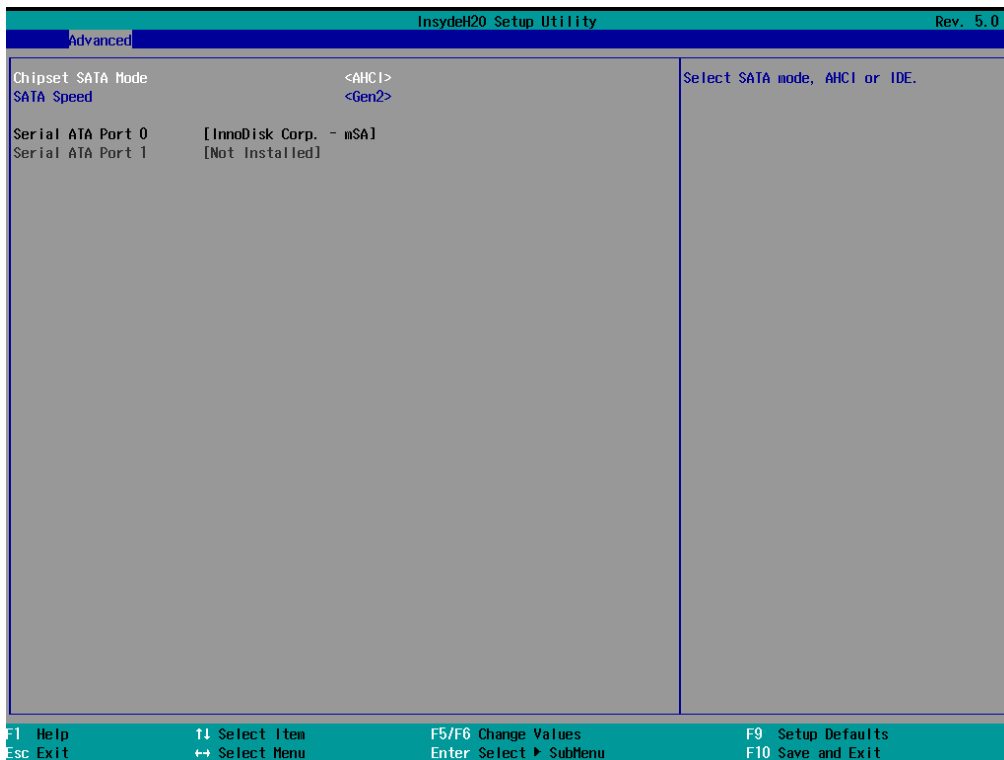 InsydeH20 Setup Utility Rev. 5.0
Advanced
Chipset SATA Mode <AHCI>
SATA Speed <Gen2>
Serial ATA Port 0 [InnoDisk Corp. - mSA]
Serial ATA Port 1 [Not Installed]
Select SATA mode, AHCI or IDE.
F1 Help ↑↓ Select Item F5/F6 Change Values F9 Setup Defaults
Esc Exit ←→ Select Menu Enter Select ▶ SubMenu F10 Save and Exit